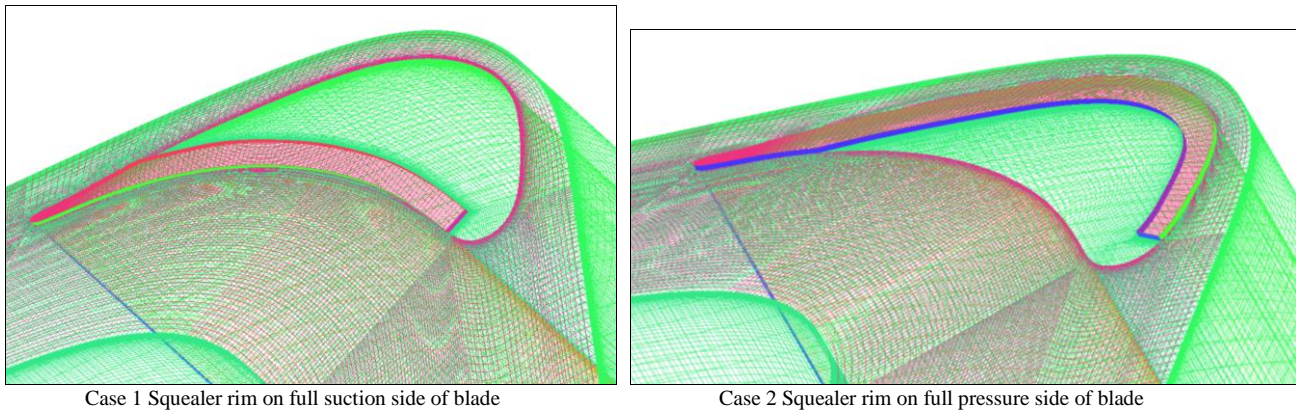 Case 1 Squealer rim on full suction side of blade
Case 2 Squealer rim on full pressure side of blade